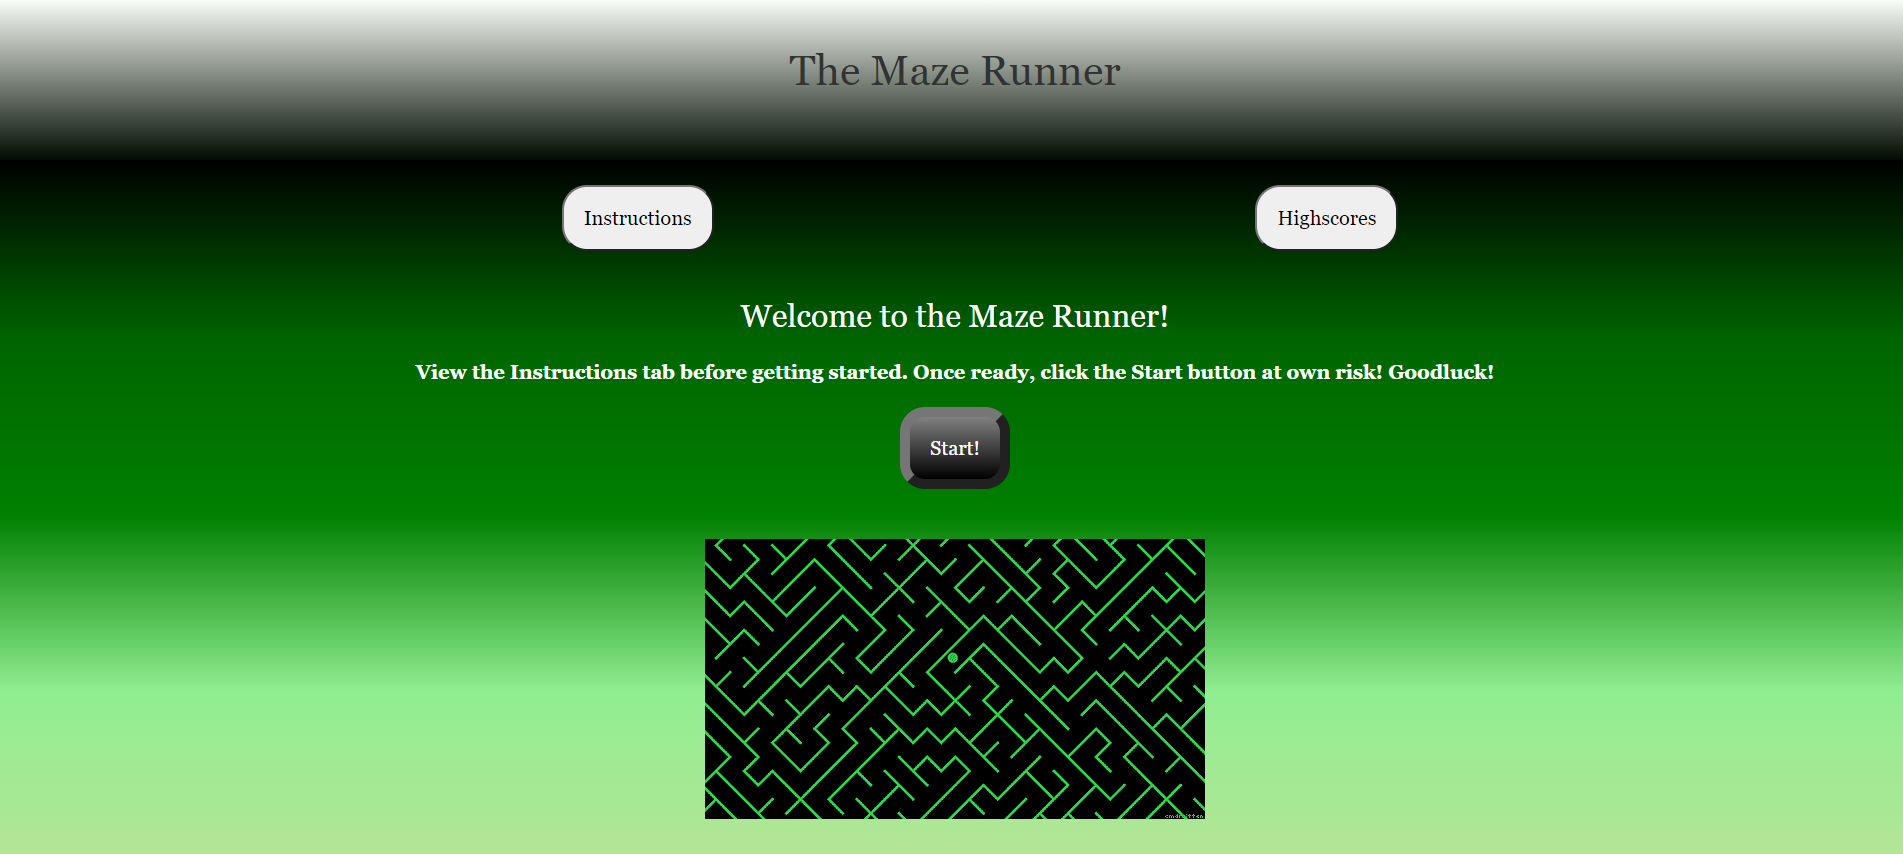 The Maze Runner
Instructions
Highscores
Welcome to the Maze Runner!
View the Instructions tab before getting started. Once ready, click the Start button at own risk! Goodluck!
Start!